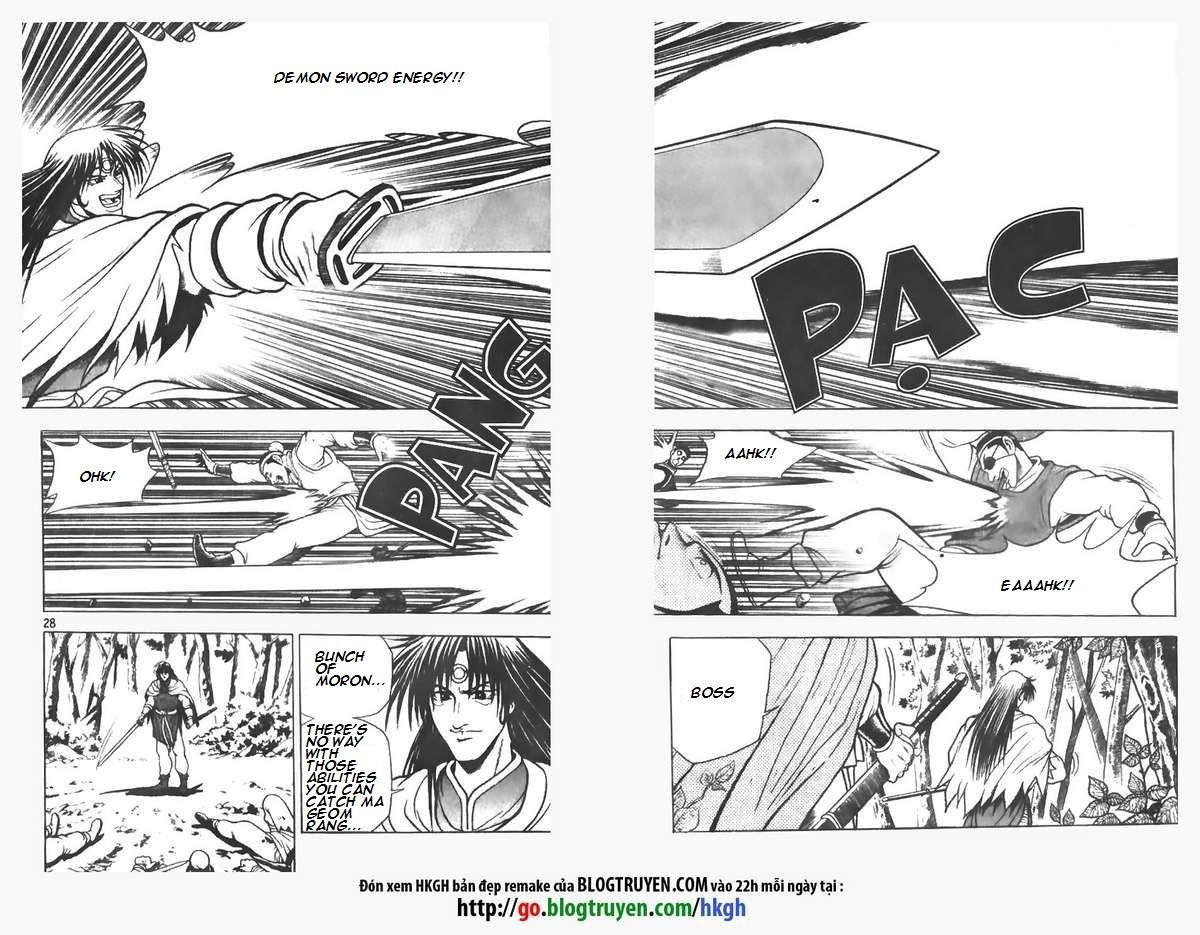 DEMON SWORD ENERGY!!
PANG
PẠC
OHK!
AAHK!!
EAAAHK!!
28
BUNCH
OF
MORON...
THERE'S
NO WAY
WITH
THOSE
ABILITIES
YOU CAN
CATCH MA
GEOM
RANG...
BOSS
Đón xem HKGH bản đẹp remake của BLOGTRUYEN.COM vào 22h mỗi ngày tại :
http://go.blogtruyen.com/hkgh